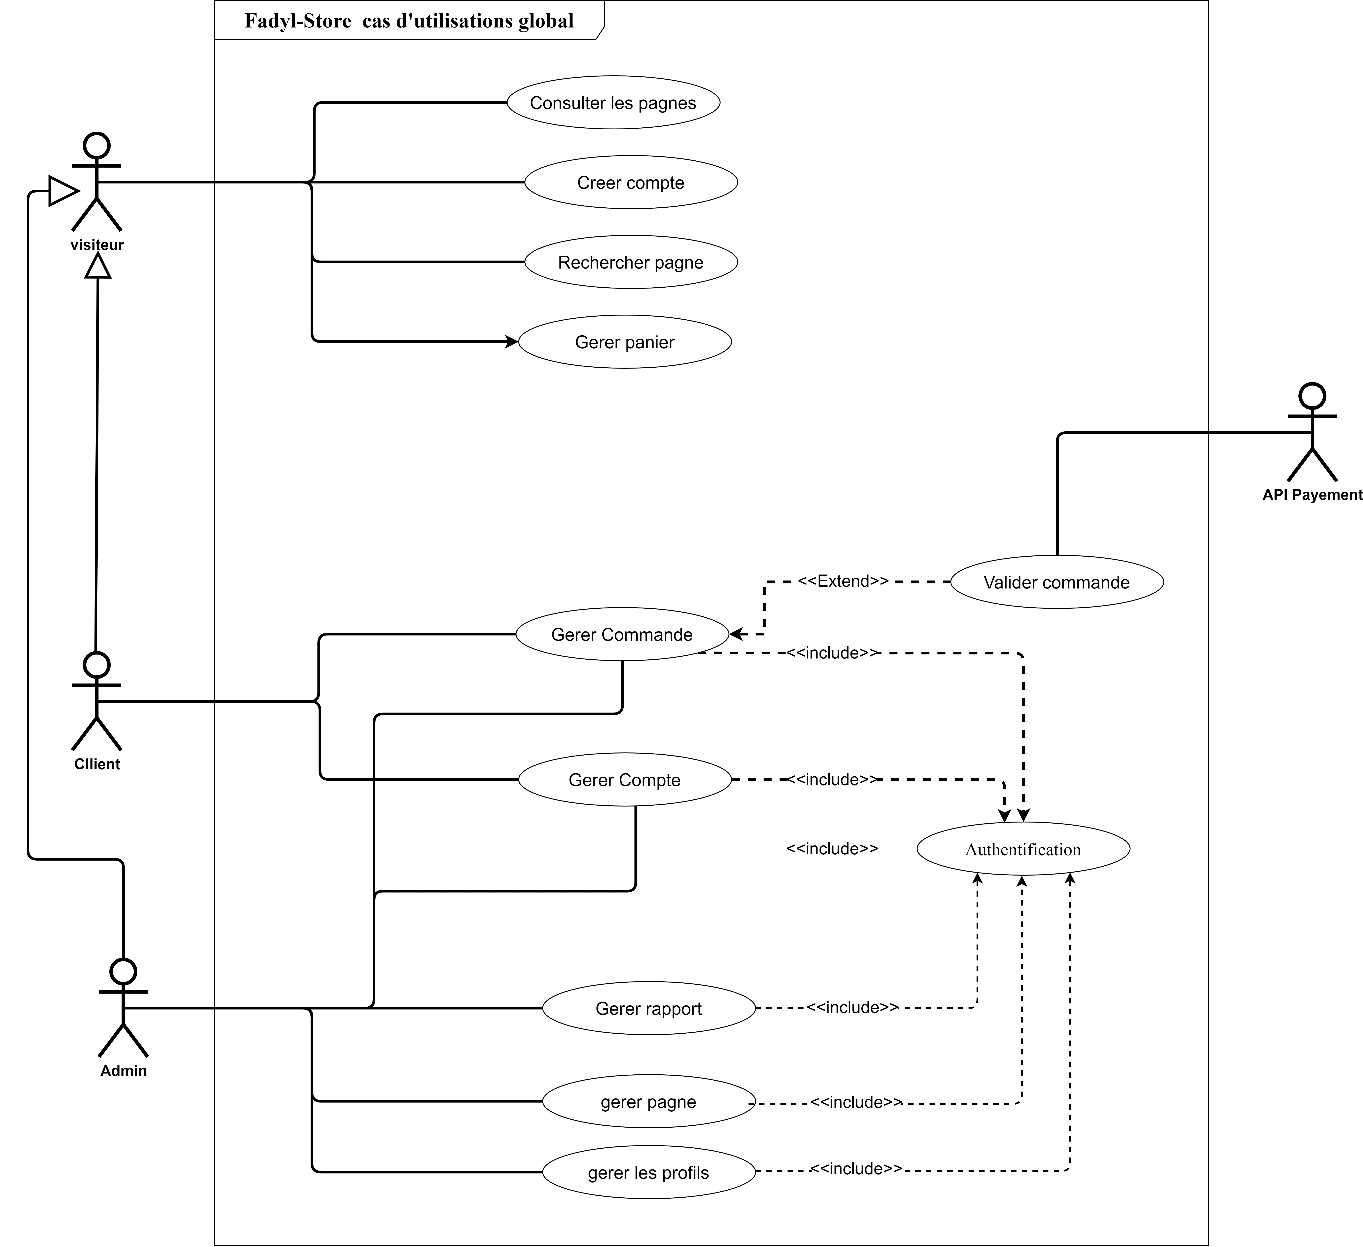 Fadyl-Store cas d'utilisations global
Consulter les pagnes
Creer compte
visiteur
Rechercher pagne
Gerer panier
API Payement
<<Extend>>
Valider commande
Gerer Commande
<<include>>
Cllient
Gerer Compte
<<include>>
<<include>>
Authentification
Gerer rapport
<<include>>
Admin
gerer pagne
<<include>>
gerer les profils
<<include>>